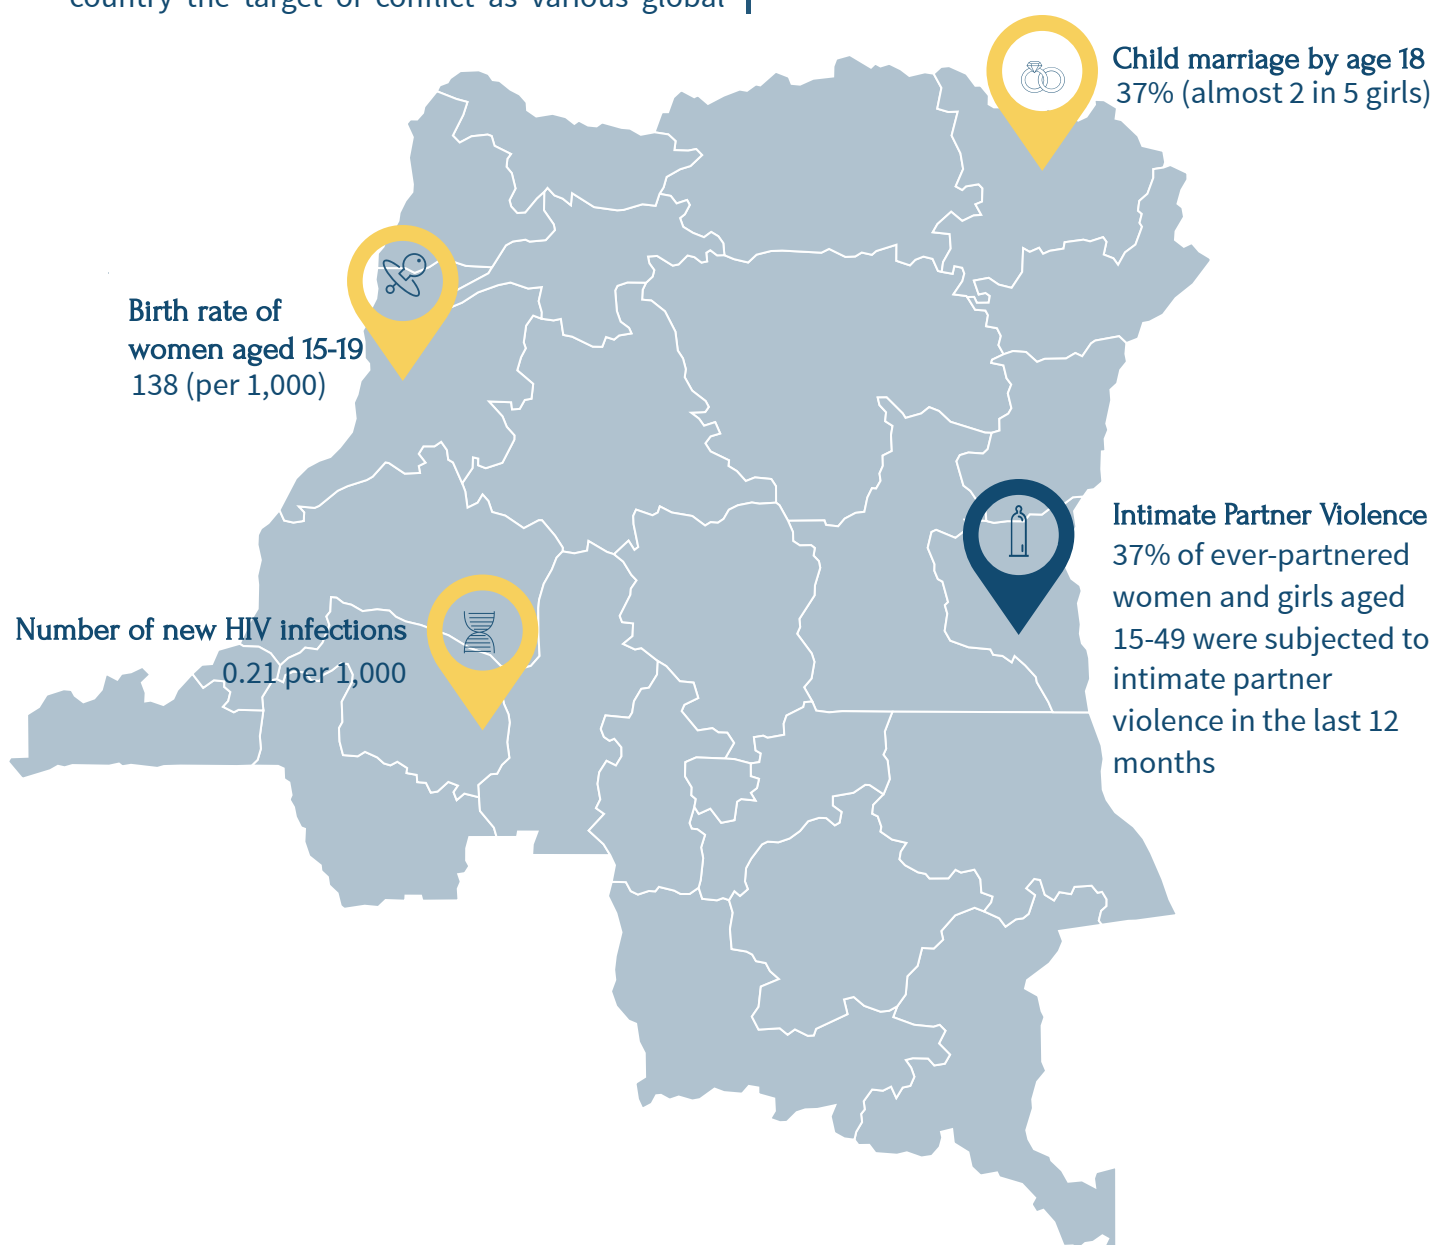 country the target of conflict as various global
Child marriage by age 18
37% (almost 2 in 5 girls)
Birth rate of
women aged 15-19
138 (per 1,000)
Intimate Partner Violence
37% of ever-partnered
women and girls aged
15-49 were subjected to
intimate partner
violence in the last 12
months
Number of new HIV infections
0.21 per 1,000